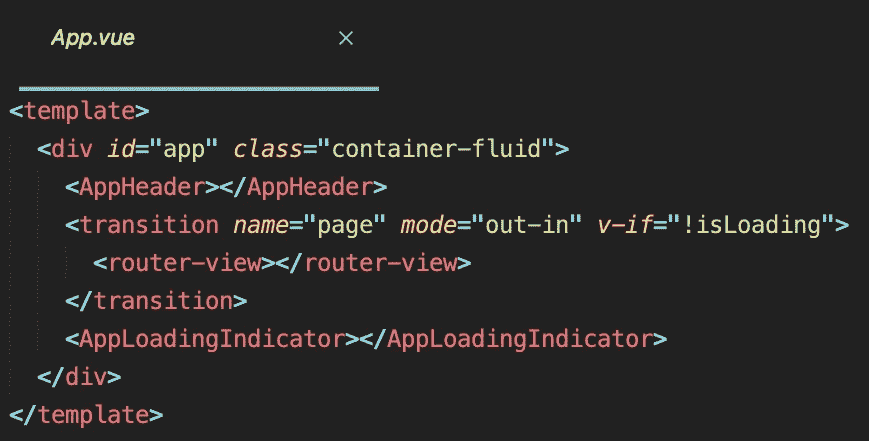 App.vue ×
<template>
<div id="app" class="container-fluid">
<AppHeader></AppHeader>
<transition name="page" mode="out-in" v-if="!isLoading">
<router-view></router-view>
</transition>
<AppLoadingIndicator></AppLoadingIndicator>
</div>
</template>